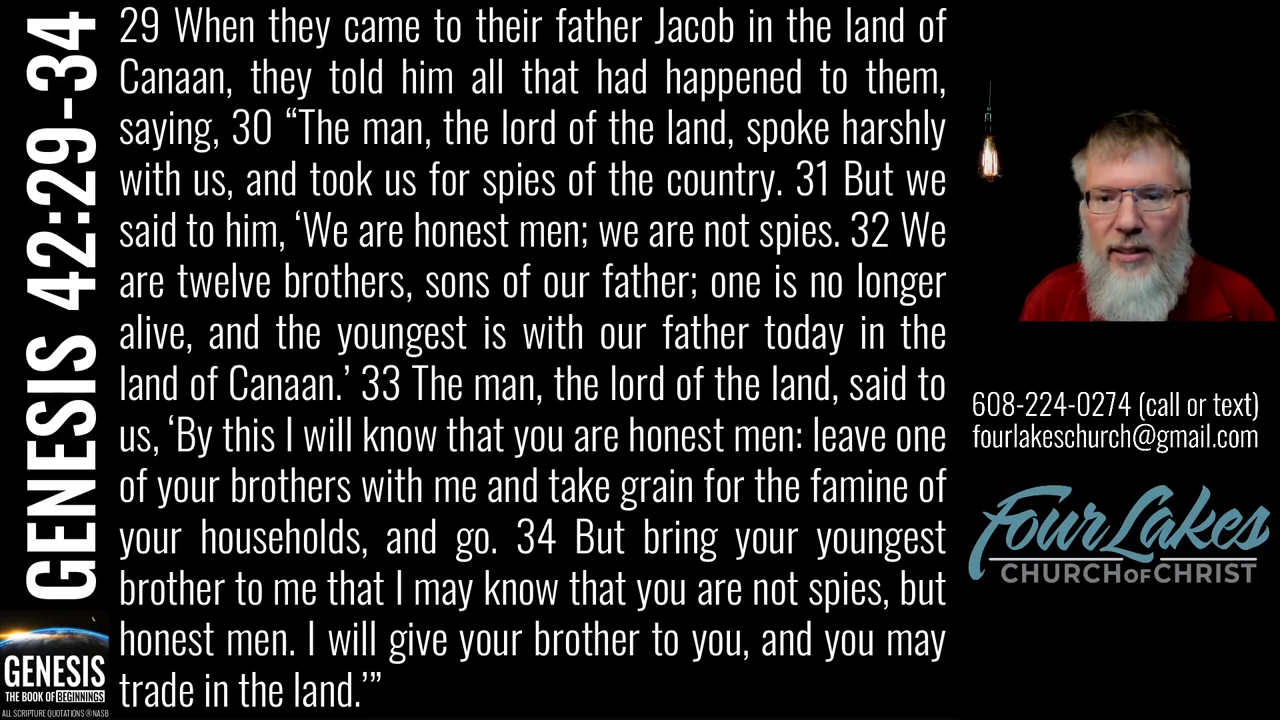 GENESIS 42:29-34
29 When they came to their father Jacob in the land of
Canaan, they told him all that had happened to them,
saying, 30 “The man, the lord of the land, spoke harshly
with us, and took us for spies of the country. 31 But we
said to him, ‘We are honest men; we are not spies. 32 We
are twelve brothers, sons of our father; one is no longer
alive, and the youngest is with our father today in the
land of Canaan.’ 33 The man, the lord of the land, said to
us, ‘By this I will know that you are honest men: leave one
of your brothers with me and take grain for the famine of
your households, and go. 34 But bring your youngest
brother to me that I may know that you are not spies, but
honest men. I will give your brother to you, and you may
trade in the land.’”
608-224-0274 (call or text)
fourlakeschurch@gmail.com
Four Lakes
CHURCH OF CHRIST
GENESIS
THE BOOK OF BEGINNINGS
ALL SCRIPTURE QUOTATIONS ® NASB